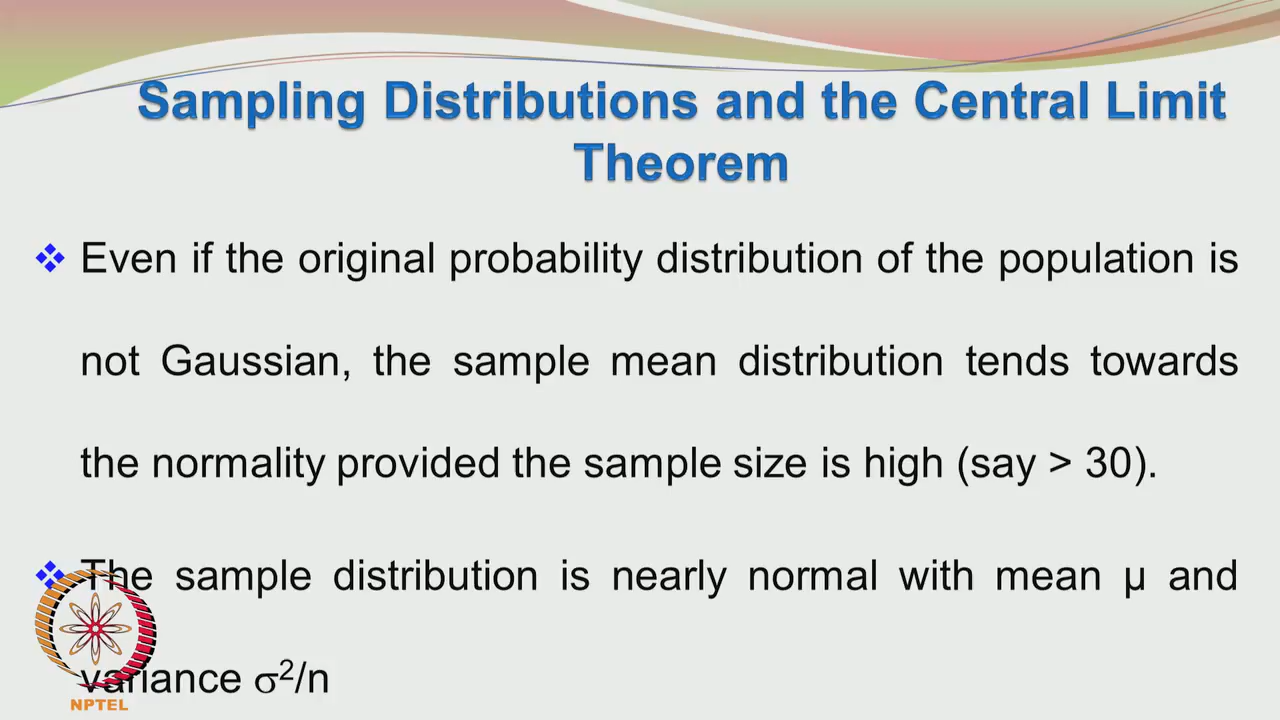 Sampling Distributions and the Central Limit
Theorem
❖ Even if the original probability distribution of the population is
not Gaussian, the sample mean distribution tends towards
the normality provided the sample size is high (say > 30).
❖ The sample distribution is nearly normal with mean µ and
variance σ²/n
NPTEL